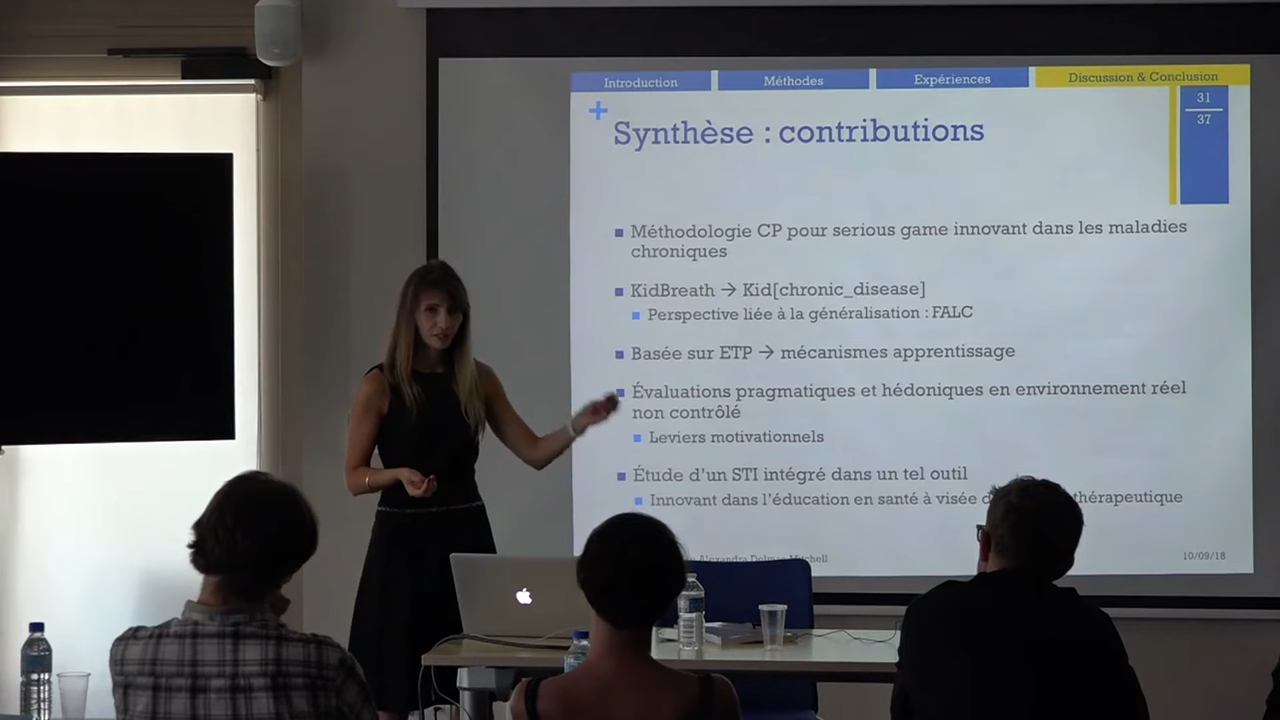 Introduction
Méthodes
Expériences
Discussion & Conclusion
31
37
+
Synthèse : contributions
Méthodologie CP pour serious game innovant dans les maladies
chroniques
KidBreath → Kid[chronic_disease]
Perspective liée à la généralisation : FALC
Basée sur ETP → mécanismes apprentissage
Évaluations pragmatiques et hédoniques en environnement réel
non contrôlé
Leviers motivationnels
Étude d'un STI intégré dans un tel outil
Innovant dans l'éducation en santé à visée thérapeutique
Alexandra Delmas Mitchell
10/09/18